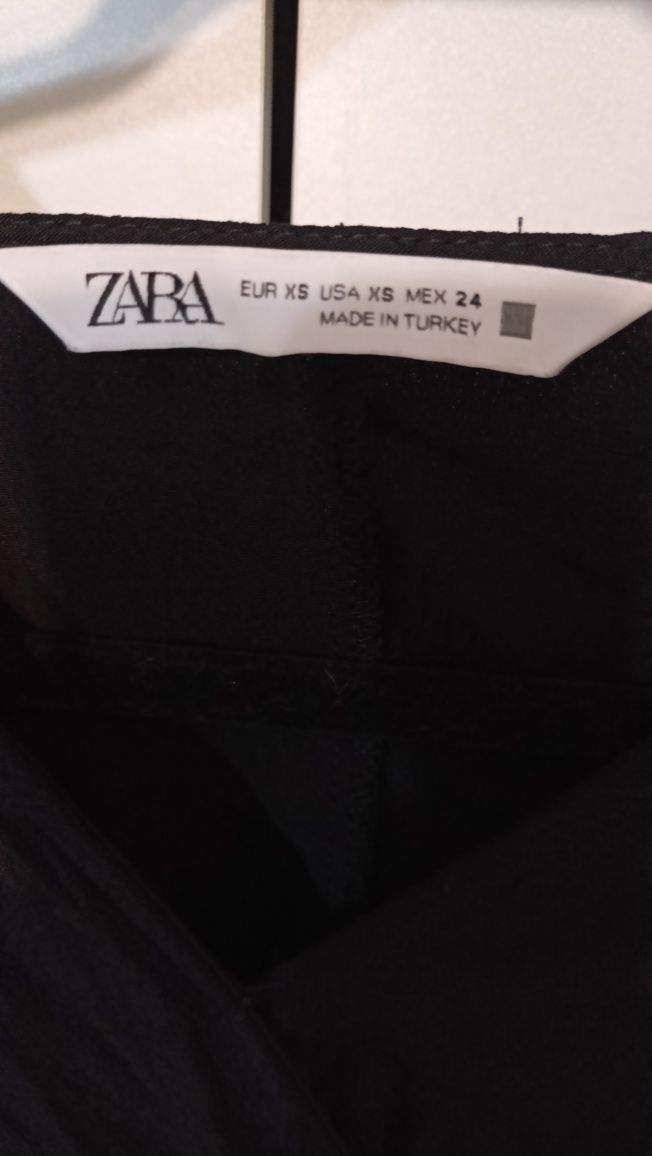 ZARA EUR XS USA XS MEX 24
MADE IN TURKEY